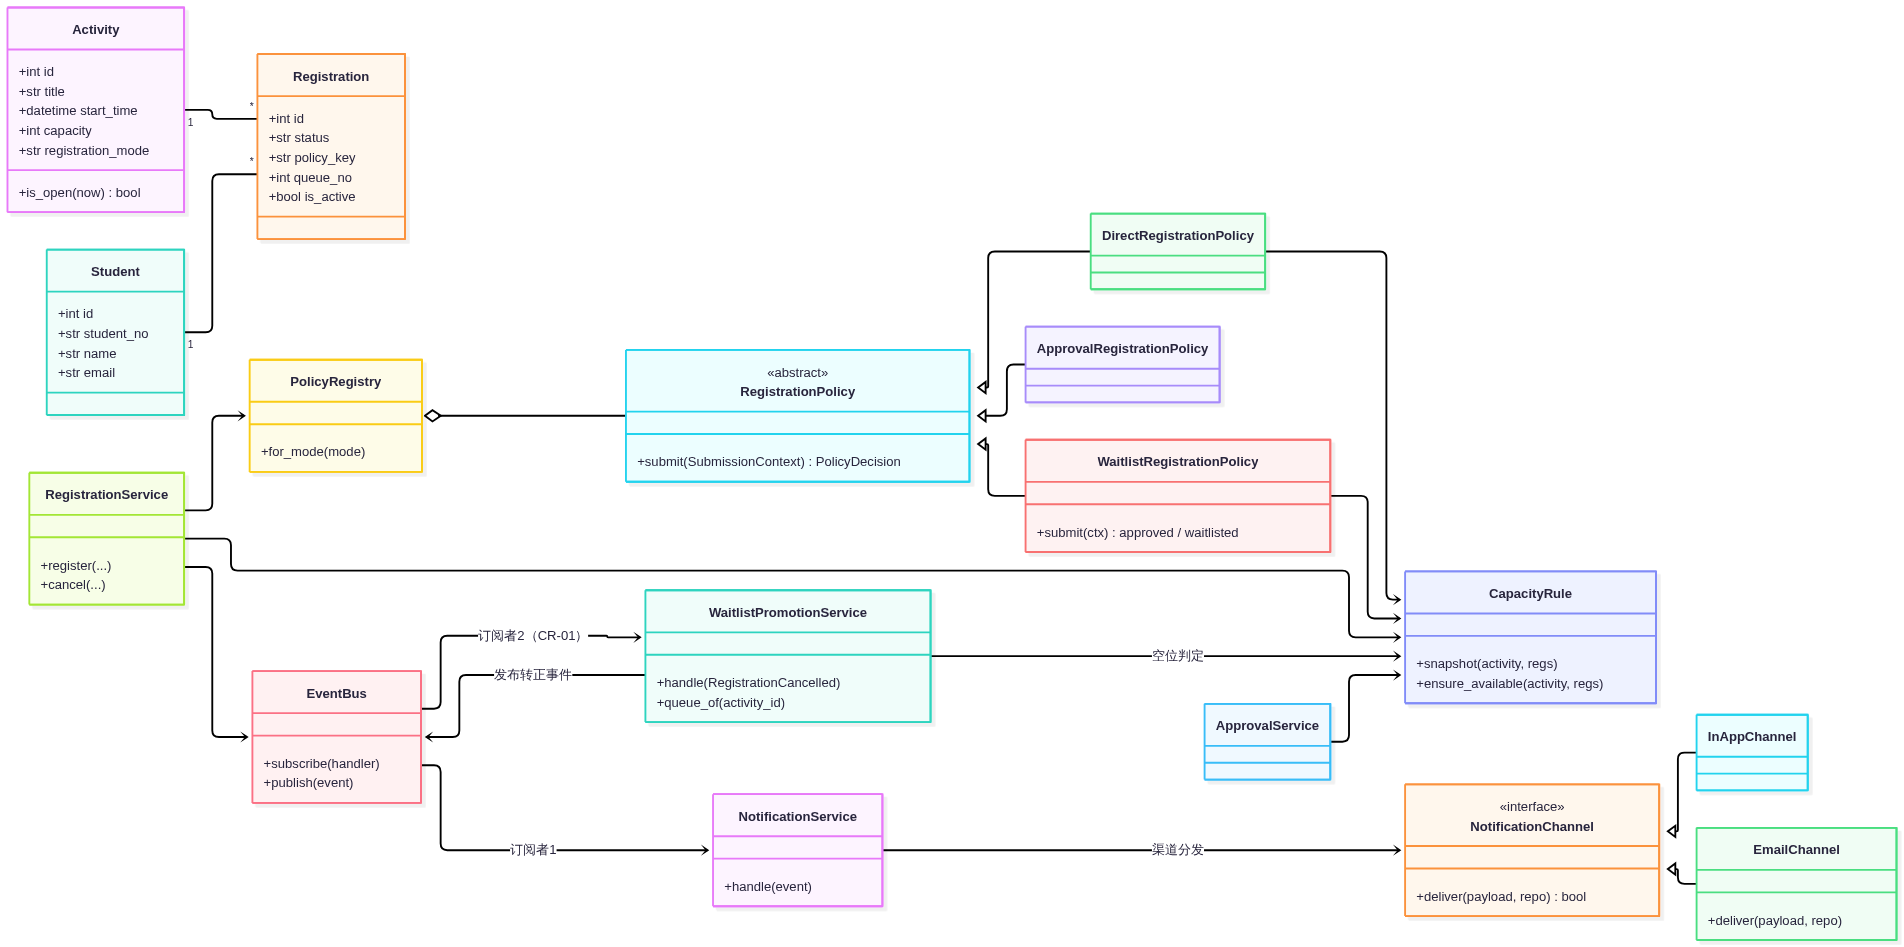 Activity
+int id
+str title
+datetime start_time
+int capacity
+str registration_mode
+is_open(now) : bool
1
*
Registration
+int id
+str status
+str policy_key
+int queue_no
+bool is_active
*
Student
+int id
+str student_no
+str name
+str email
1
PolicyRegistry
+for_mode(mode)
«abstract»
RegistrationPolicy
+submit(SubmissionContext) : PolicyDecision
DirectRegistrationPolicy
ApprovalRegistrationPolicy
WaitlistRegistrationPolicy
+submit(ctx) : approved / waitlisted
RegistrationService
+register(...)
+cancel(...)
WaitlistPromotionService
+handle(RegistrationCancelled)
+queue_of(activity_id)
订阅者2（CR-01）
发布转正事件
空位判定
CapacityRule
+snapshot(activity, regs)
+ensure_available(activity, regs)
EventBus
+subscribe(handler)
+publish(event)
ApprovalService
订阅者1
NotificationService
+handle(event)
渠道分发
«interface»
NotificationChannel
+deliver(payload, repo) : bool
InAppChannel
EmailChannel
+deliver(payload, repo)